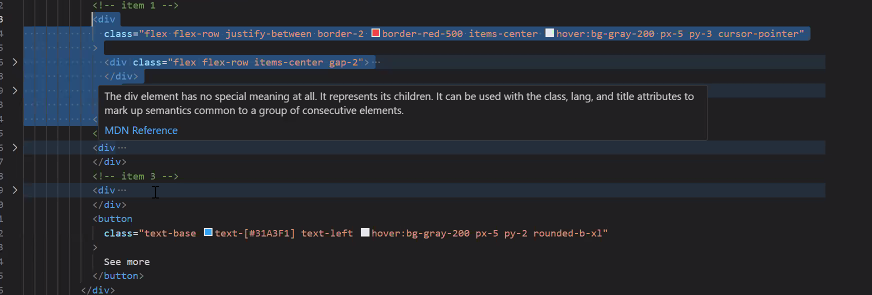 <!-- item 1 -->
<div
class="flex flex-row justify-between border-2 border-red-500 items-center hover:bg-gray-200 px-5 py-3 cursor-pointer"
>
<div class="flex flex-row items-center gap-2">…
</div>
The div element has no special meaning at all. It represents its children. It can be used with the class, lang, and title attributes to
mark up semantics common to a group of consecutive elements.
MDN Reference
<div…
</div>
<!-- item 3 -->
<div…
</div>
<button
class="text-base text-[#31A3F1] text-left hover:bg-gray-200 px-5 py-2 rounded-b-xl"
>
See more
</button>
</div>